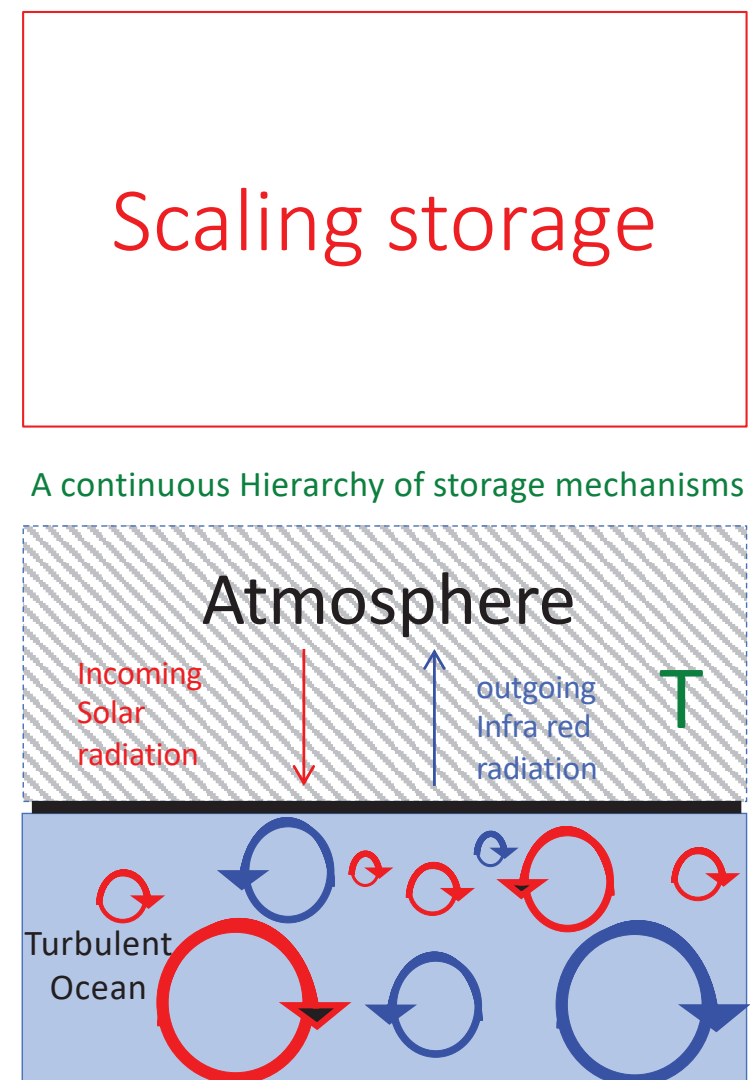 Scaling storage
A continuous Hierarchy of storage mechanisms
Atmosphere
Incoming
Solar
radiation
outgoing
Infra red
radiation
T
Turbulent
Ocean